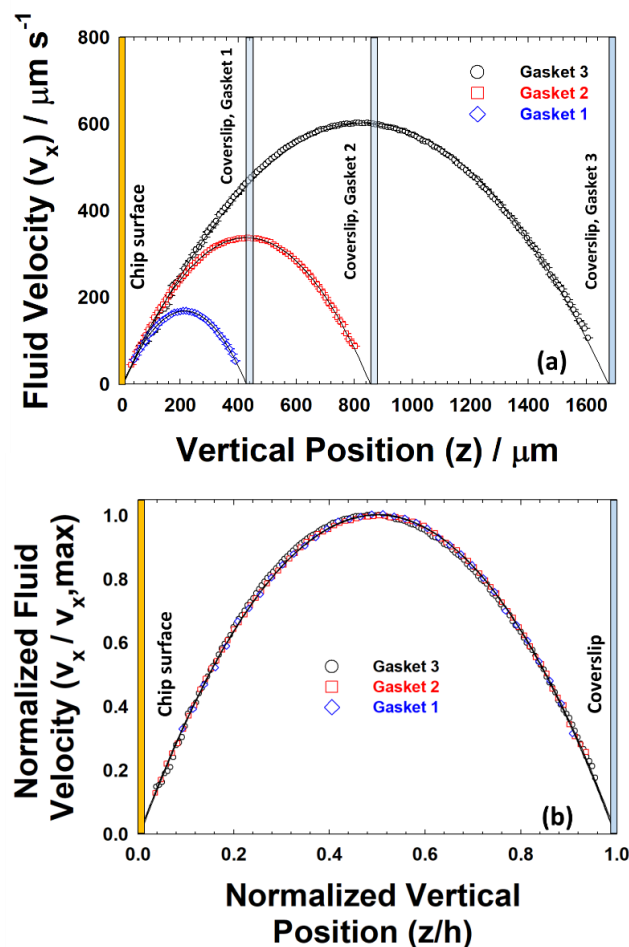 Fluid Velocity (v_x) / μm s⁻¹
800
600
400
200
0
Chip surface
Coverslip, Gasket 1
Coverslip, Gasket 2
Coverslip, Gasket 3
Gasket 3
Gasket 2
Gasket 1
(a)
0 200 400 600 800 1000 1200 1400 1600
Vertical Position (z) / μm
Normalized Fluid
Velocity (v_x / v_x,max)
1.0
0.8
0.6
0.4
0.2
0.0
Chip surface
Gasket 3
Gasket 2
Gasket 1
Coverslip
(b)
0.0 0.2 0.4 0.6 0.8 1.0
Normalized Vertical
Position (z/h)